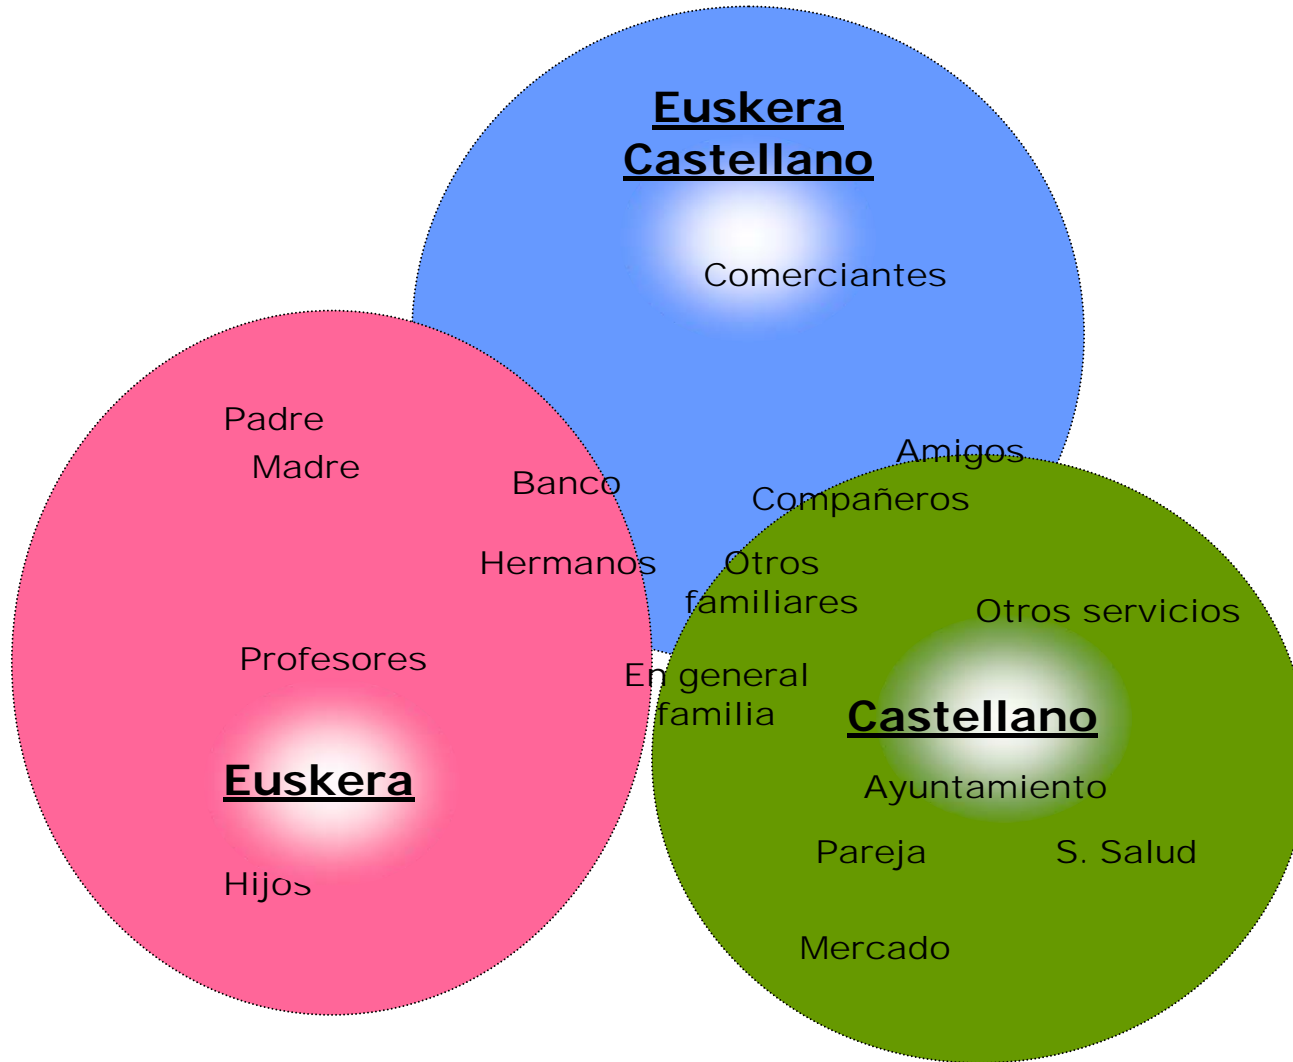 Euskera
Castellano
Comerciantes
Padre
Madre
Banco
Amigos
Compañeros
Hermanos
Otros
familiares
Otros servicios
Profesores
En general
familia
Castellano
Euskera
Ayuntamiento
Pareja
S. Salud
Hijos
Mercado